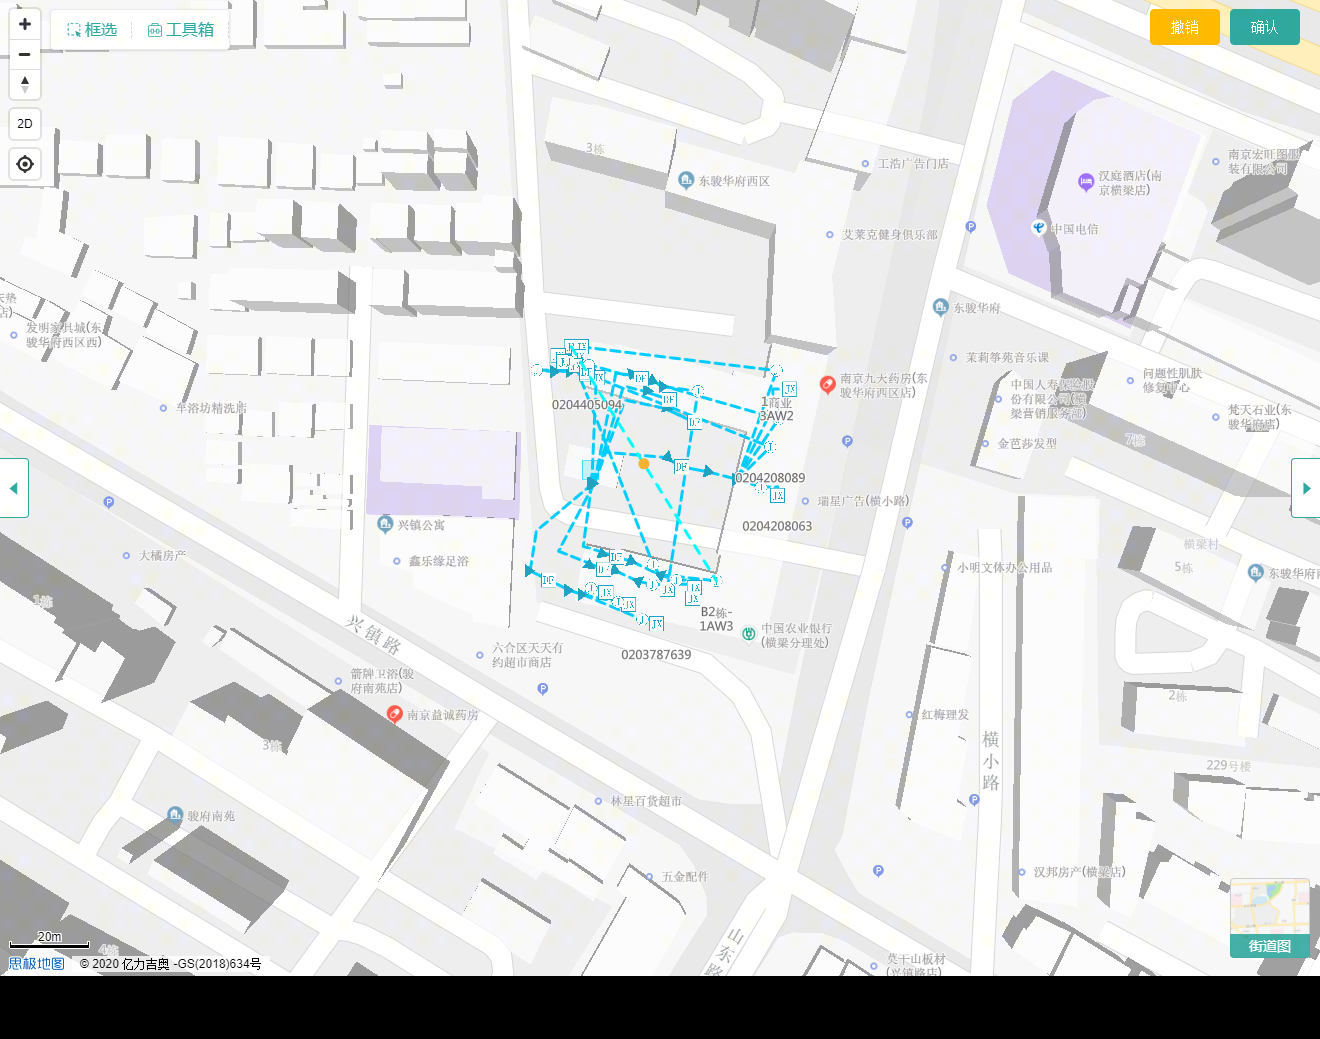 框选
工具箱
撤销
确认
2D
3栋
东骏华府西区
工浩广告门店
汉庭酒店(南
京横梁店)
南京宏旺图服
装有限公司
中国电信
艾莱克健身俱乐部
东骏华府
发明家具城(东
骏华府西区西)
茉莉筝苑音乐课
南京九天药房(东
骏华府西区店)
中国人寿保险股
份有限公司(横
梁营销服务部)
问题性肌肤
修复中心
梵天石业(东
骏华府店)
牟浴坊精洗店
0204405094
1商业
3AW2
DF
JX
金芭莎发型
7栋
0204208089
瑞星广告(横小路)
0204208063
兴镇公寓
大橘房产
鑫乐缘足浴
横梁村
5栋
小明文体办公用品
东骏华府南
1栋
B2栋-
1AW3
兴镇路
中国农业银行
(横梁分理处)
六合区天天有
约超市商店
0203787639
箭牌卫浴(骏
府南苑店)
南京益诚药房
2栋
红梅理发
3栋
横小路
229号楼
林星百货超市
骏府南苑
五金配件
汉邦房产(横梁店)
山东路
莫干山板材
(兴镇路店)
4栋
20m
思极地图
© 2020 亿力吉奥 -GS(2018)634号
街道图